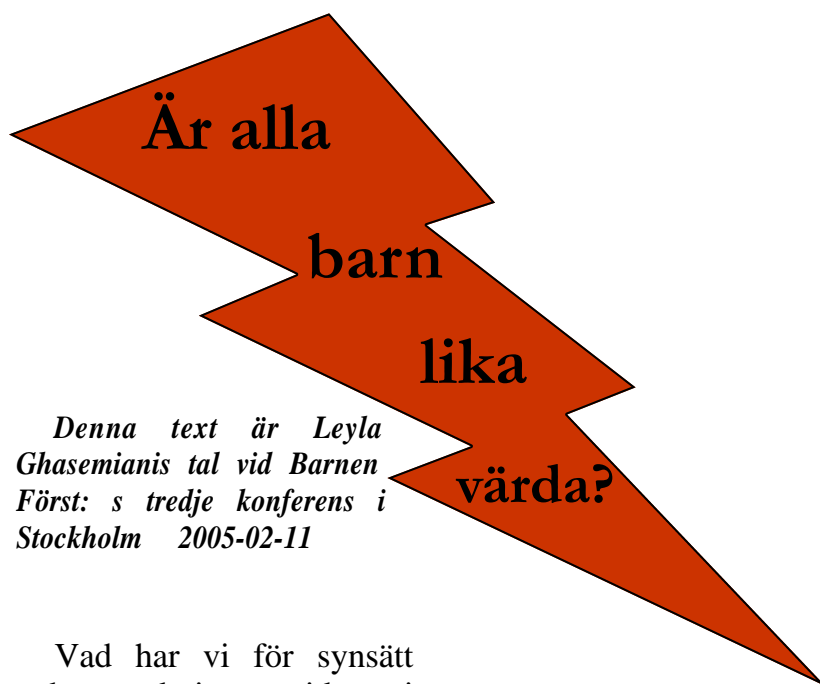 Är alla
barn
lika
värda?
Denna text är Leyla
Ghasemianis tal vid Barnen
Först: s tredje konferens i
Stockholm 2005-02-11
Vad har vi för synsätt